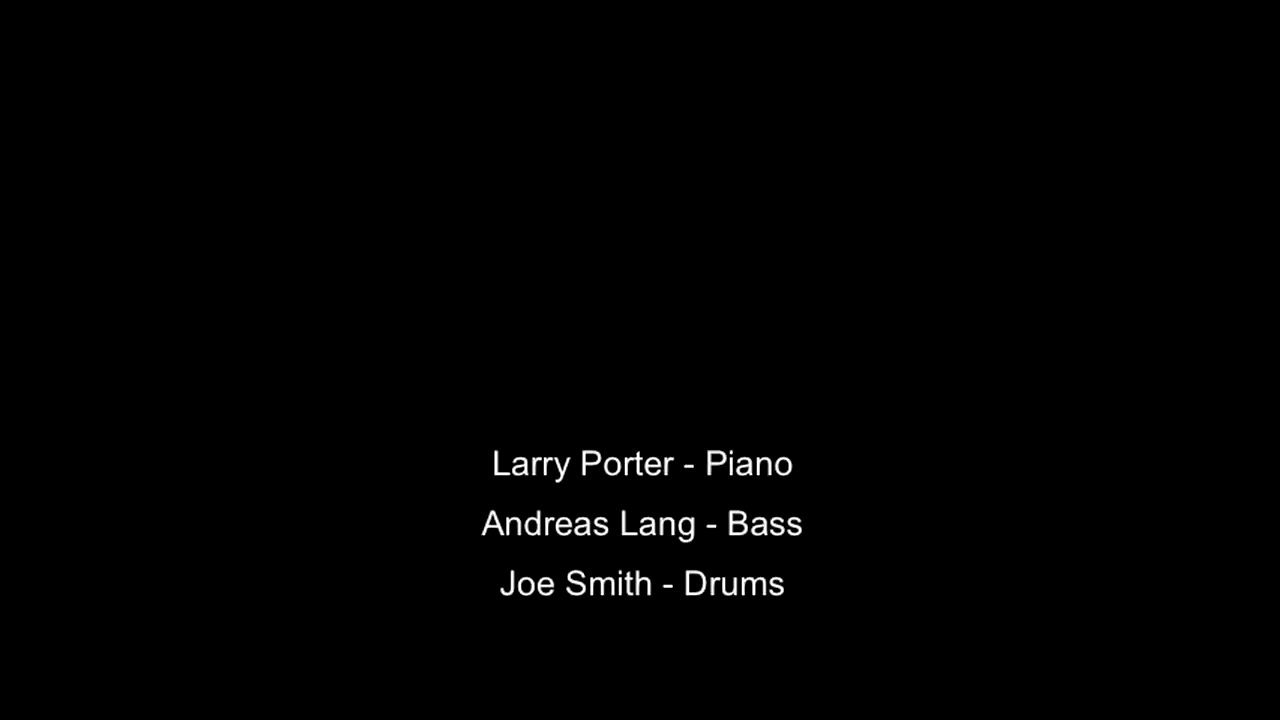 Larry Porter - Piano
Andreas Lang - Bass
Joe Smith - Drums